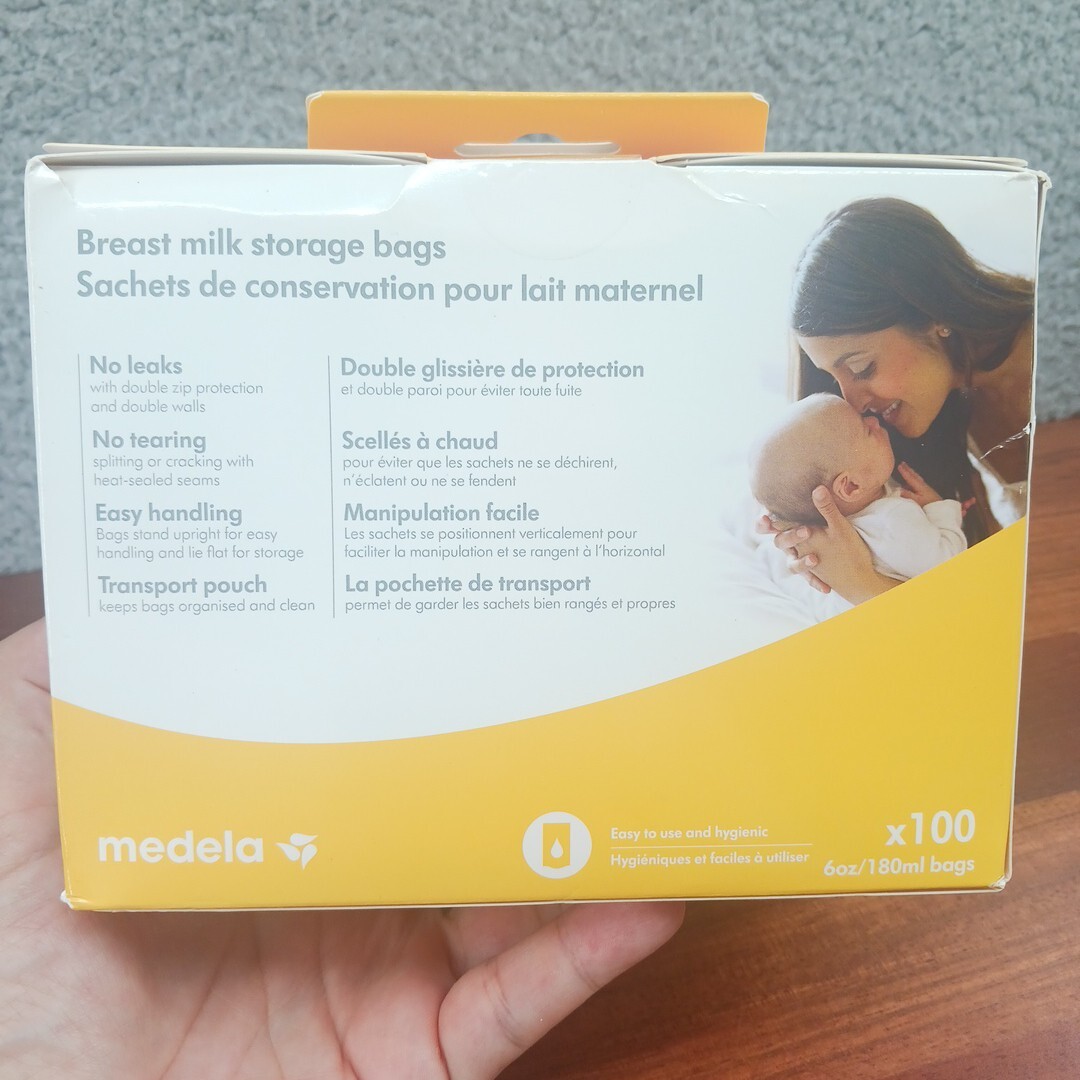 Breast milk storage bags
Sachets de conservation pour lait maternel
No leaks
with double zip protection
and double walls
No tearing
splitting or cracking with
heat-sealed seams
Easy handling
Bags stand upright for easy
handling and lie flat for storage
Transport pouch
keeps bags organised and clean
Double glissière de protection
et double paroi pour éviter toute fuite
Scellés à chaud
pour éviter que les sachets ne se déchirent,
n'éclatent ou ne se fendent
Manipulation facile
Les sachets se positionnent verticalement pour
faciliter la manipulation et se rangent à l'horizontal
La pochette de transport
permet de garder les sachets bien rangés et propres
medela
Easy to use and hygienic
Hygiéniques et faciles à utiliser
x100
6oz/180ml bags